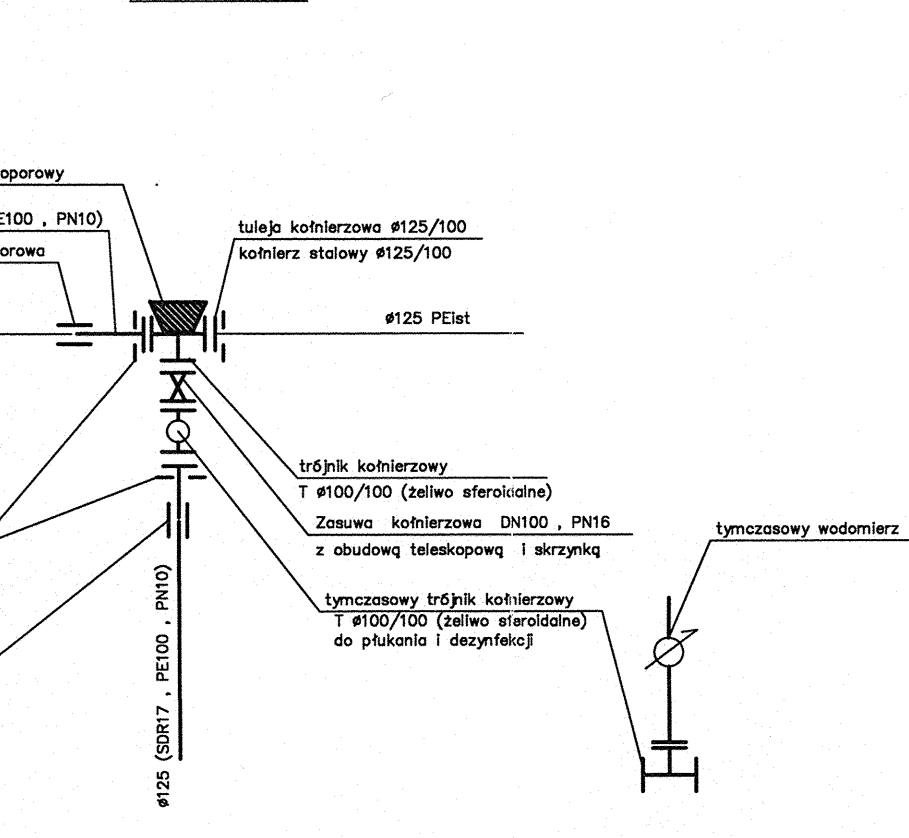 oporowy
E100 , PN10)
orowa
tuleja kołnierzowa ø125/100
kołnierz stalowy ø125/100
ø125 PEist
trójnik kołnierzowy
T ø100/100 (żeliwo sferoidalne)
Zasuwa kołnierzowa DN100 , PN16
z obudową teleskopową i skrzynką
tymczasowy wodomierz
tymczasowy trójnik kołnierzowy
T ø100/100 (żeliwo sferoidalne)
do płukania i dezynfekcji
ø125 (SDR17 , PE100 , PN10)